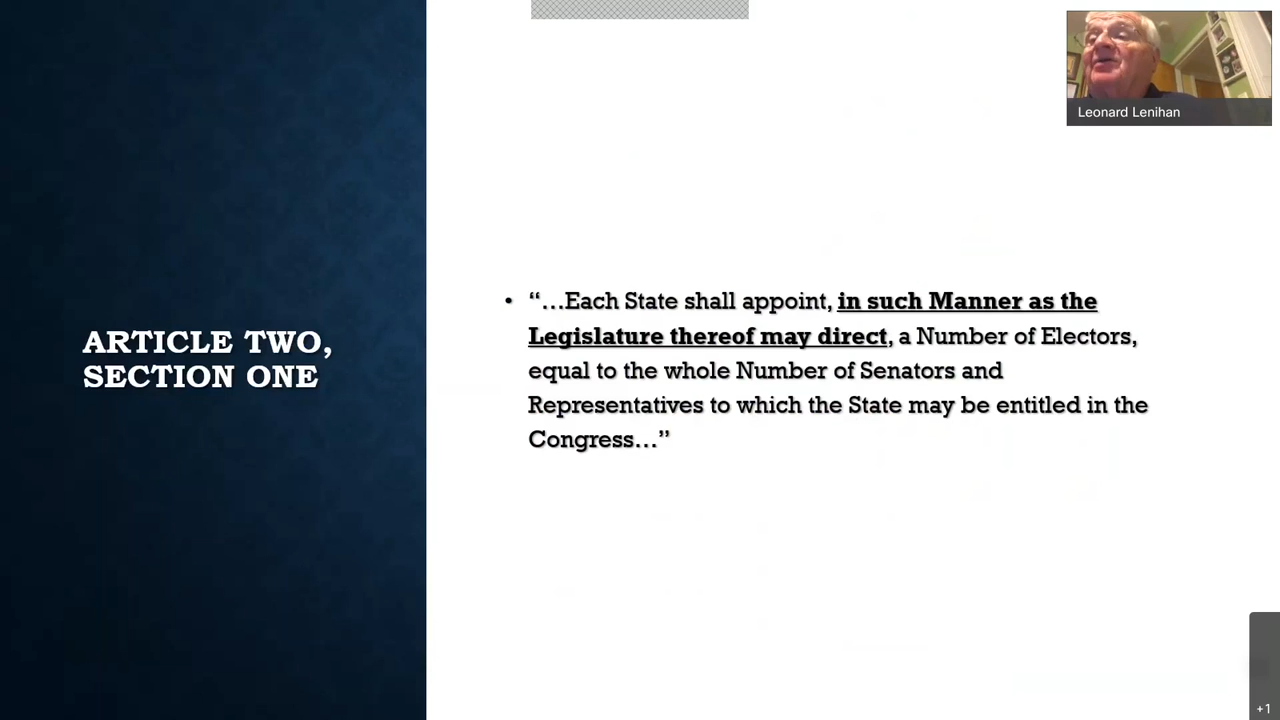 Leonard Lenihan
ARTICLE TWO,
SECTION ONE
• “…Each State shall appoint, in such Manner as the
Legislature thereof may direct, a Number of Electors,
equal to the whole Number of Senators and
Representatives to which the State may be entitled in the
Congress…”
+1